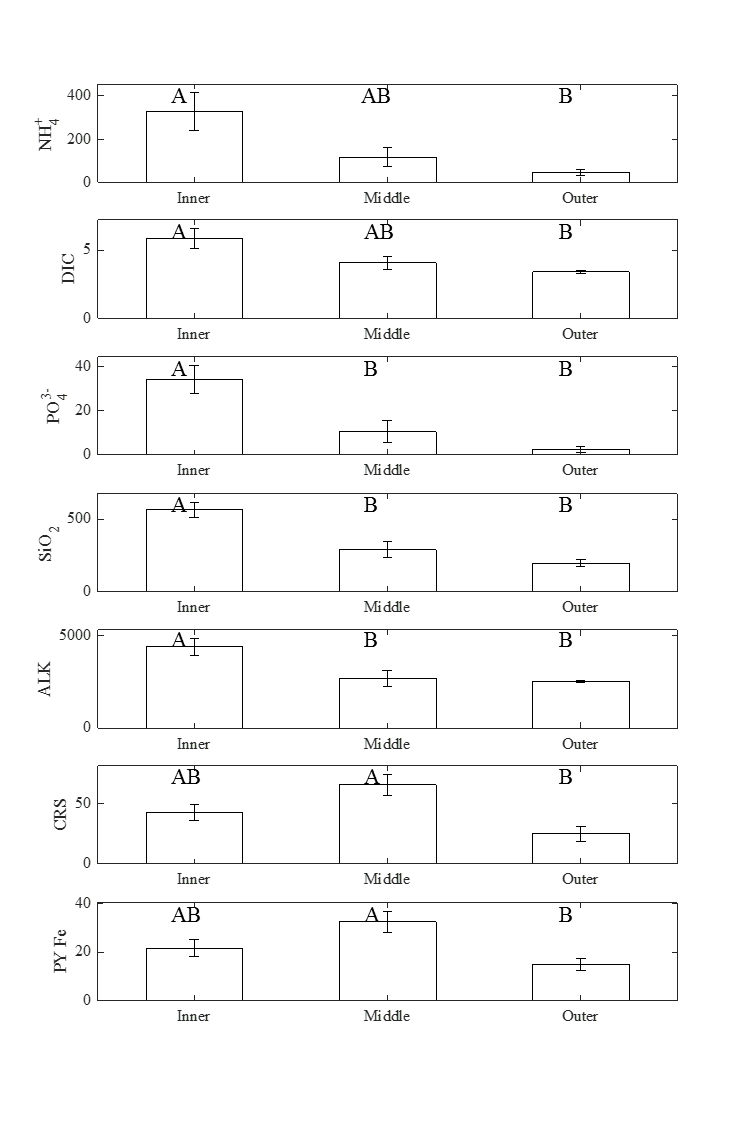 A AB B
400
200
0
NH4+
Inner Middle Outer
A AB B
5
0
DIC
Inner Middle Outer
A B B
40
20
0
PO43-
Inner Middle Outer
A B B
500
0
SiO2
Inner Middle Outer
A B B
5000
0
ALK
Inner Middle Outer
AB A B
50
0
CRS
Inner Middle Outer
AB A B
40
20
0
PY Fe
Inner Middle Outer